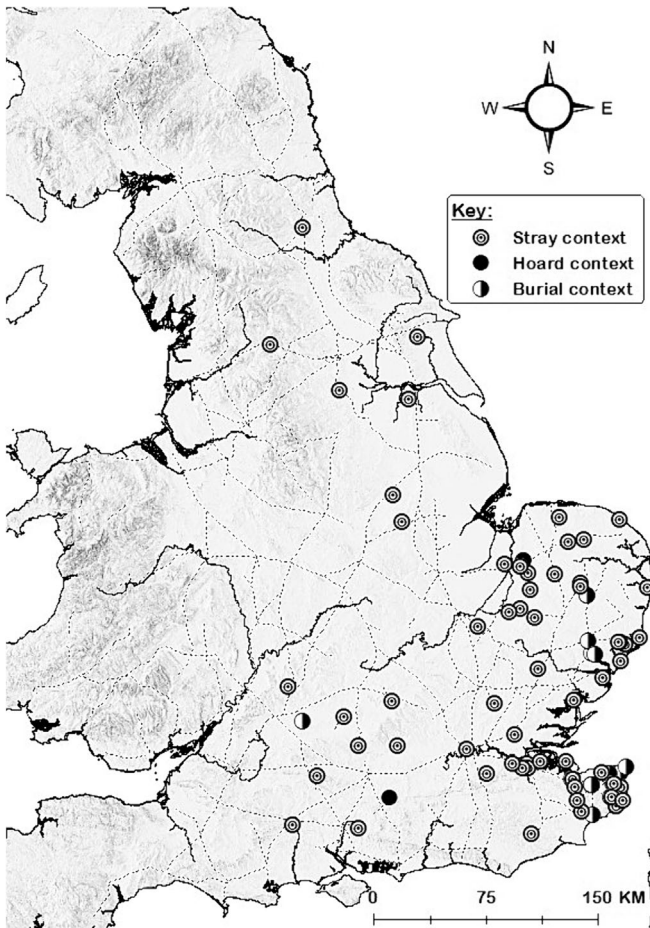 N
W E
S
Key:
Stray context
Hoard context
Burial context
0 75 150 KM